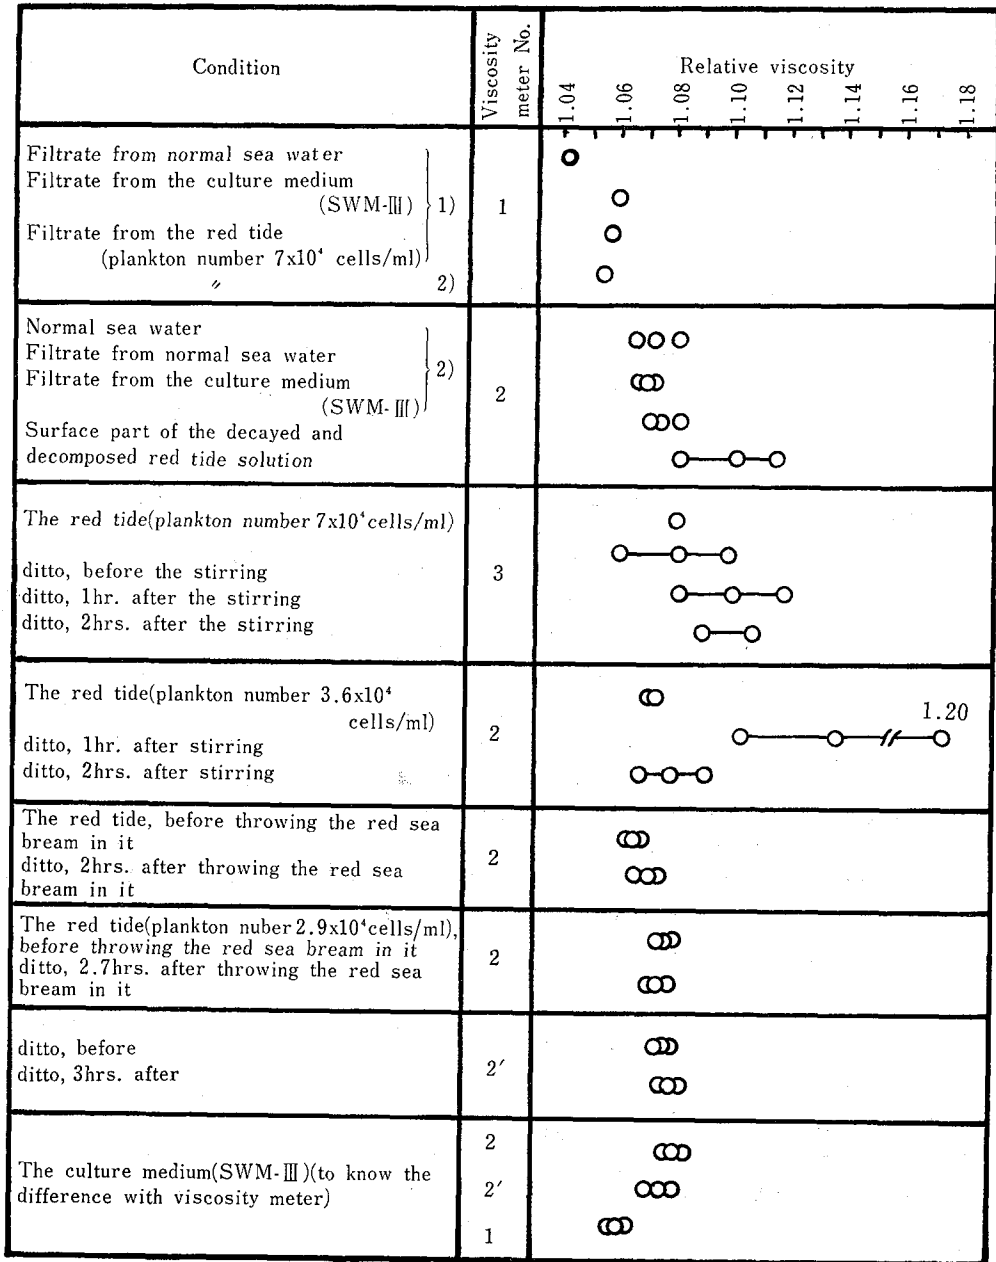 Condition
Viscosity
meter No.
Relative viscosity
1.04
1.06
1.08
1.10
1.12
1.14
1.16
1.18
Filtrate from normal sea water
Filtrate from the culture medium
(SWM-Ⅲ)
1)
Filtrate from the red tide
(plankton number 7x10⁴ cells/ml)
〃 2)
1
Normal sea water
Filtrate from normal sea water
2)
Filtrate from the culture medium
(SWM-Ⅲ)
Surface part of the decayed and
decomposed red tide solution
2
The red tide(plankton number 7x10⁴cells/ml)
ditto, before the stirring
ditto, 1hr. after the stirring
ditto, 2hrs. after the stirring
3
The red tide(plankton number 3.6x10⁴
cells/ml)
ditto, 1hr. after stirring
ditto, 2hrs. after stirring
2
1.20
The red tide, before throwing the red sea
bream in it
ditto, 2hrs. after throwing the red sea
bream in it
2
The red tide(plankton nuber 2.9x10⁴cells/ml),
before throwing the red sea bream in it
ditto, 2.7hrs. after throwing the red sea
bream in it
2
ditto, before
ditto, 3hrs. after
2′
The culture medium(SWM-Ⅲ)(to know the
difference with viscosity meter)
2
2′
1